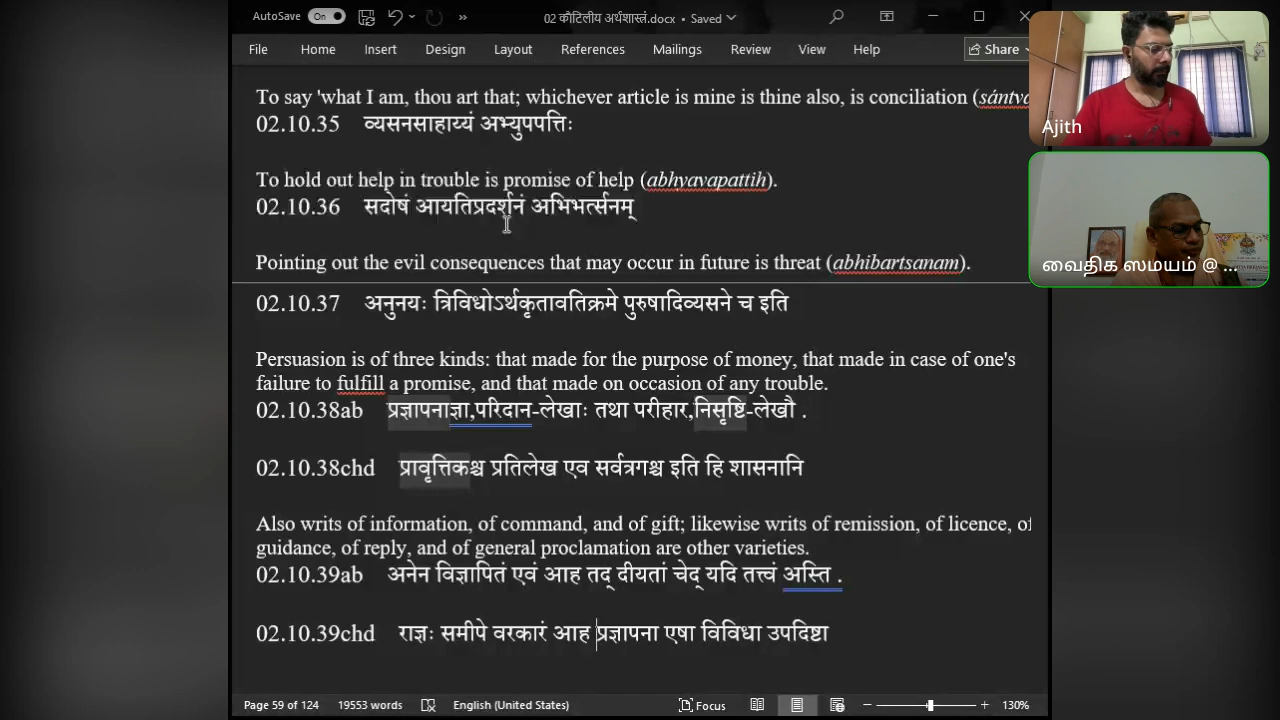 AutoSave On 02 कौटिलीय अर्थशास्त्रं.docx • Saved
File Home Insert Draw Design Layout References Mailings Review View Help Share
To say 'what I am, thou art that; whichever article is mine is thine also, is conciliation (sántva
02.10.35 व्यसनसाहाय्यं अभ्युपपत्तिः
To hold out help in trouble is promise of help (abhyavapattih).
02.10.36 सदोषं आयतिप्रदर्शनं अभिभर्त्सनम्
Pointing out the evil consequences that may occur in future is threat (abhibartsanam).
02.10.37 अनुनयः त्रिविधोऽर्थकृतावतिक्रमे पुरुषादिव्यसने च इति
Persuasion is of three kinds: that made for the purpose of money, that made in case of one's
failure to fulfill a promise, and that made on occasion of any trouble.
02.10.38ab प्रज्ञापनाज्ञा,परिदान-लेखाः तथा परीहार,निसृष्टि-लेखौ .
02.10.38chd प्रावृत्तिकश्च प्रतिलेख एव सर्वत्रगश्च इति हि शासनानि
Also writs of information, of command, and of gift; likewise writs of remission, of licence, of
guidance, of reply, and of general proclamation are other varieties.
02.10.39ab अनेन विज्ञापितं एवं आह तद् दीयतां चेद् यदि तत्त्वं अस्ति .
02.10.39chd राज्ञः समीपे वरकारं आह प्रज्ञापना एषा विविधा उपदिष्टा
Page 59 of 124 19553 words English (United States) Focus 130%
Ajith
வைதிக ஸமயம் @ ...